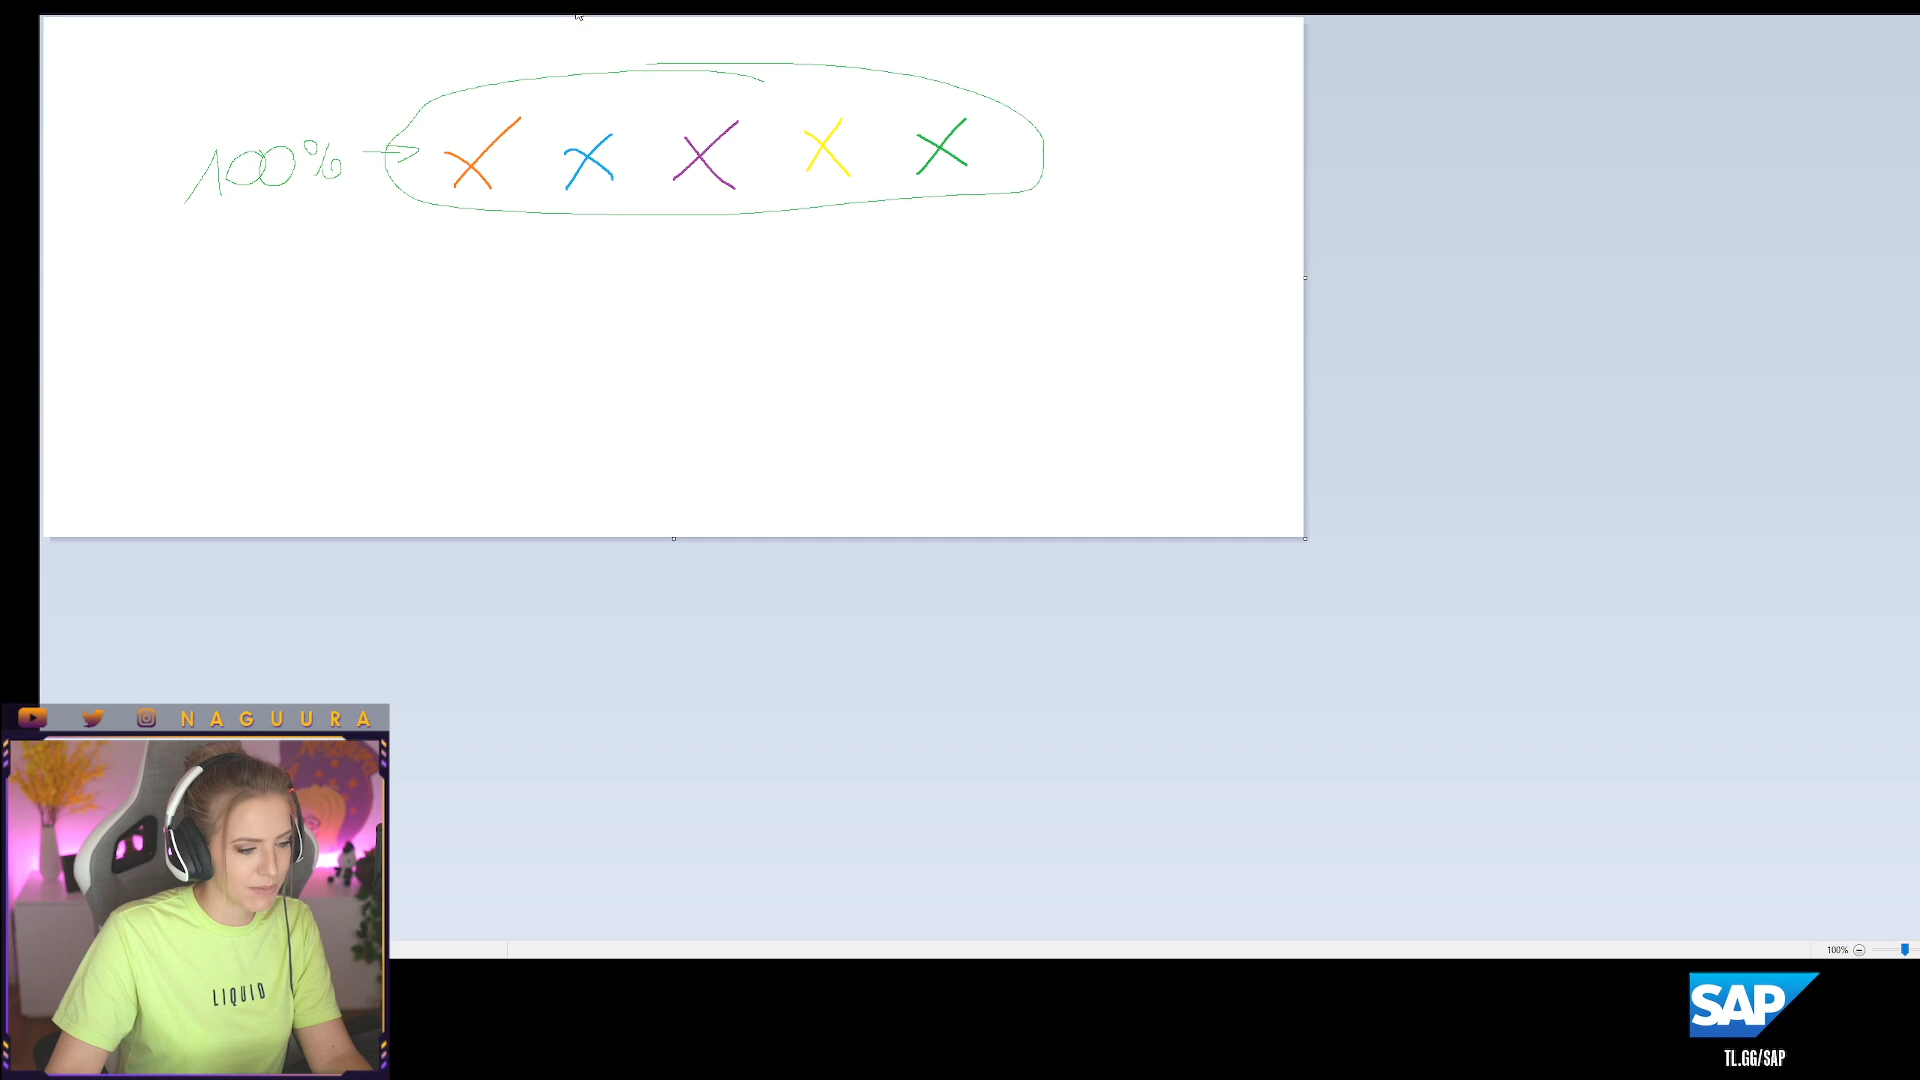 100% → X X X X X
NAGUURA
LIQUID
100%
SAP
TL.GG/SAP